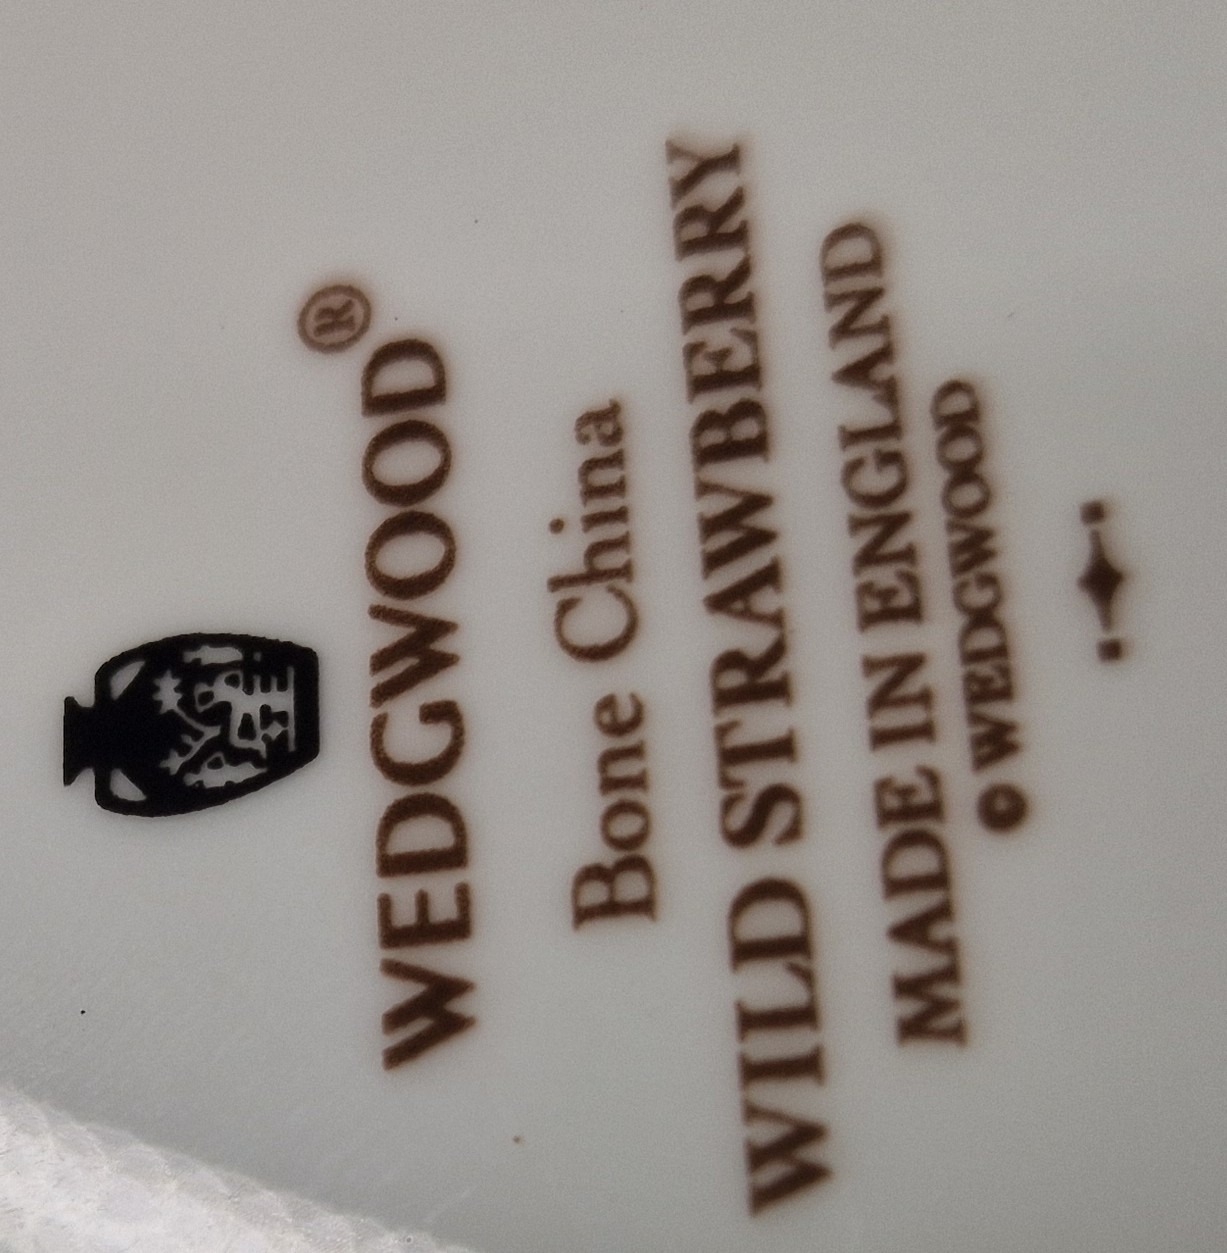 WEDGWOOD®
Bone China
WILD STRAWBERRY
MADE IN ENGLAND
© WEDGWOOD